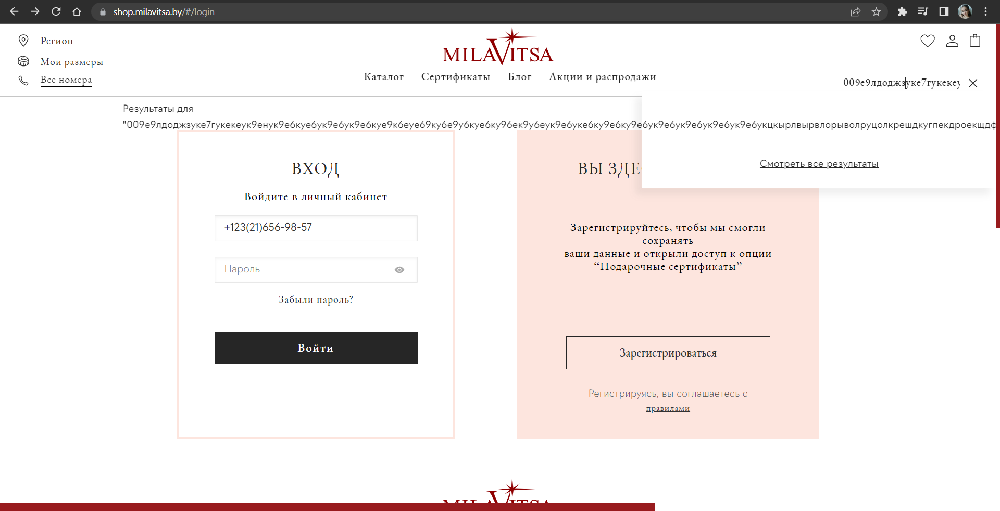 shop.milavitsa.by/#/login
Регион
Мои размеры
Все номера
MILAVITSA
Каталог Сертификаты Блог Акции и распродажи
009е9лдоджзуке7гукекеу
Результаты для
"009е9лдоджзуке7гукекеук9енук9е6куе6ук9е6ук9е6куе9к6еуе69ку6е9у6куе6ку96ек9у6еук9е6уке6ку9е6ку9е6ук9е6ук9е6ук9е6ук9е6укцкырлвырвлорыволруцолкрешдкугпекдроекщдф
Смотреть все результаты
ВХОД
Войдите в личный кабинет
+123(21)656-98-57
Пароль
Забыли пароль?
Войти
ВЫ ЗДЕ
Зарегистрируйтесь, чтобы мы смогли
сохранять
ваши данные и открыли доступ к опции
“Подарочные сертификаты”
Зарегистрироваться
Регистрируясь, вы соглашаетесь с
правилами
MILAVITSA